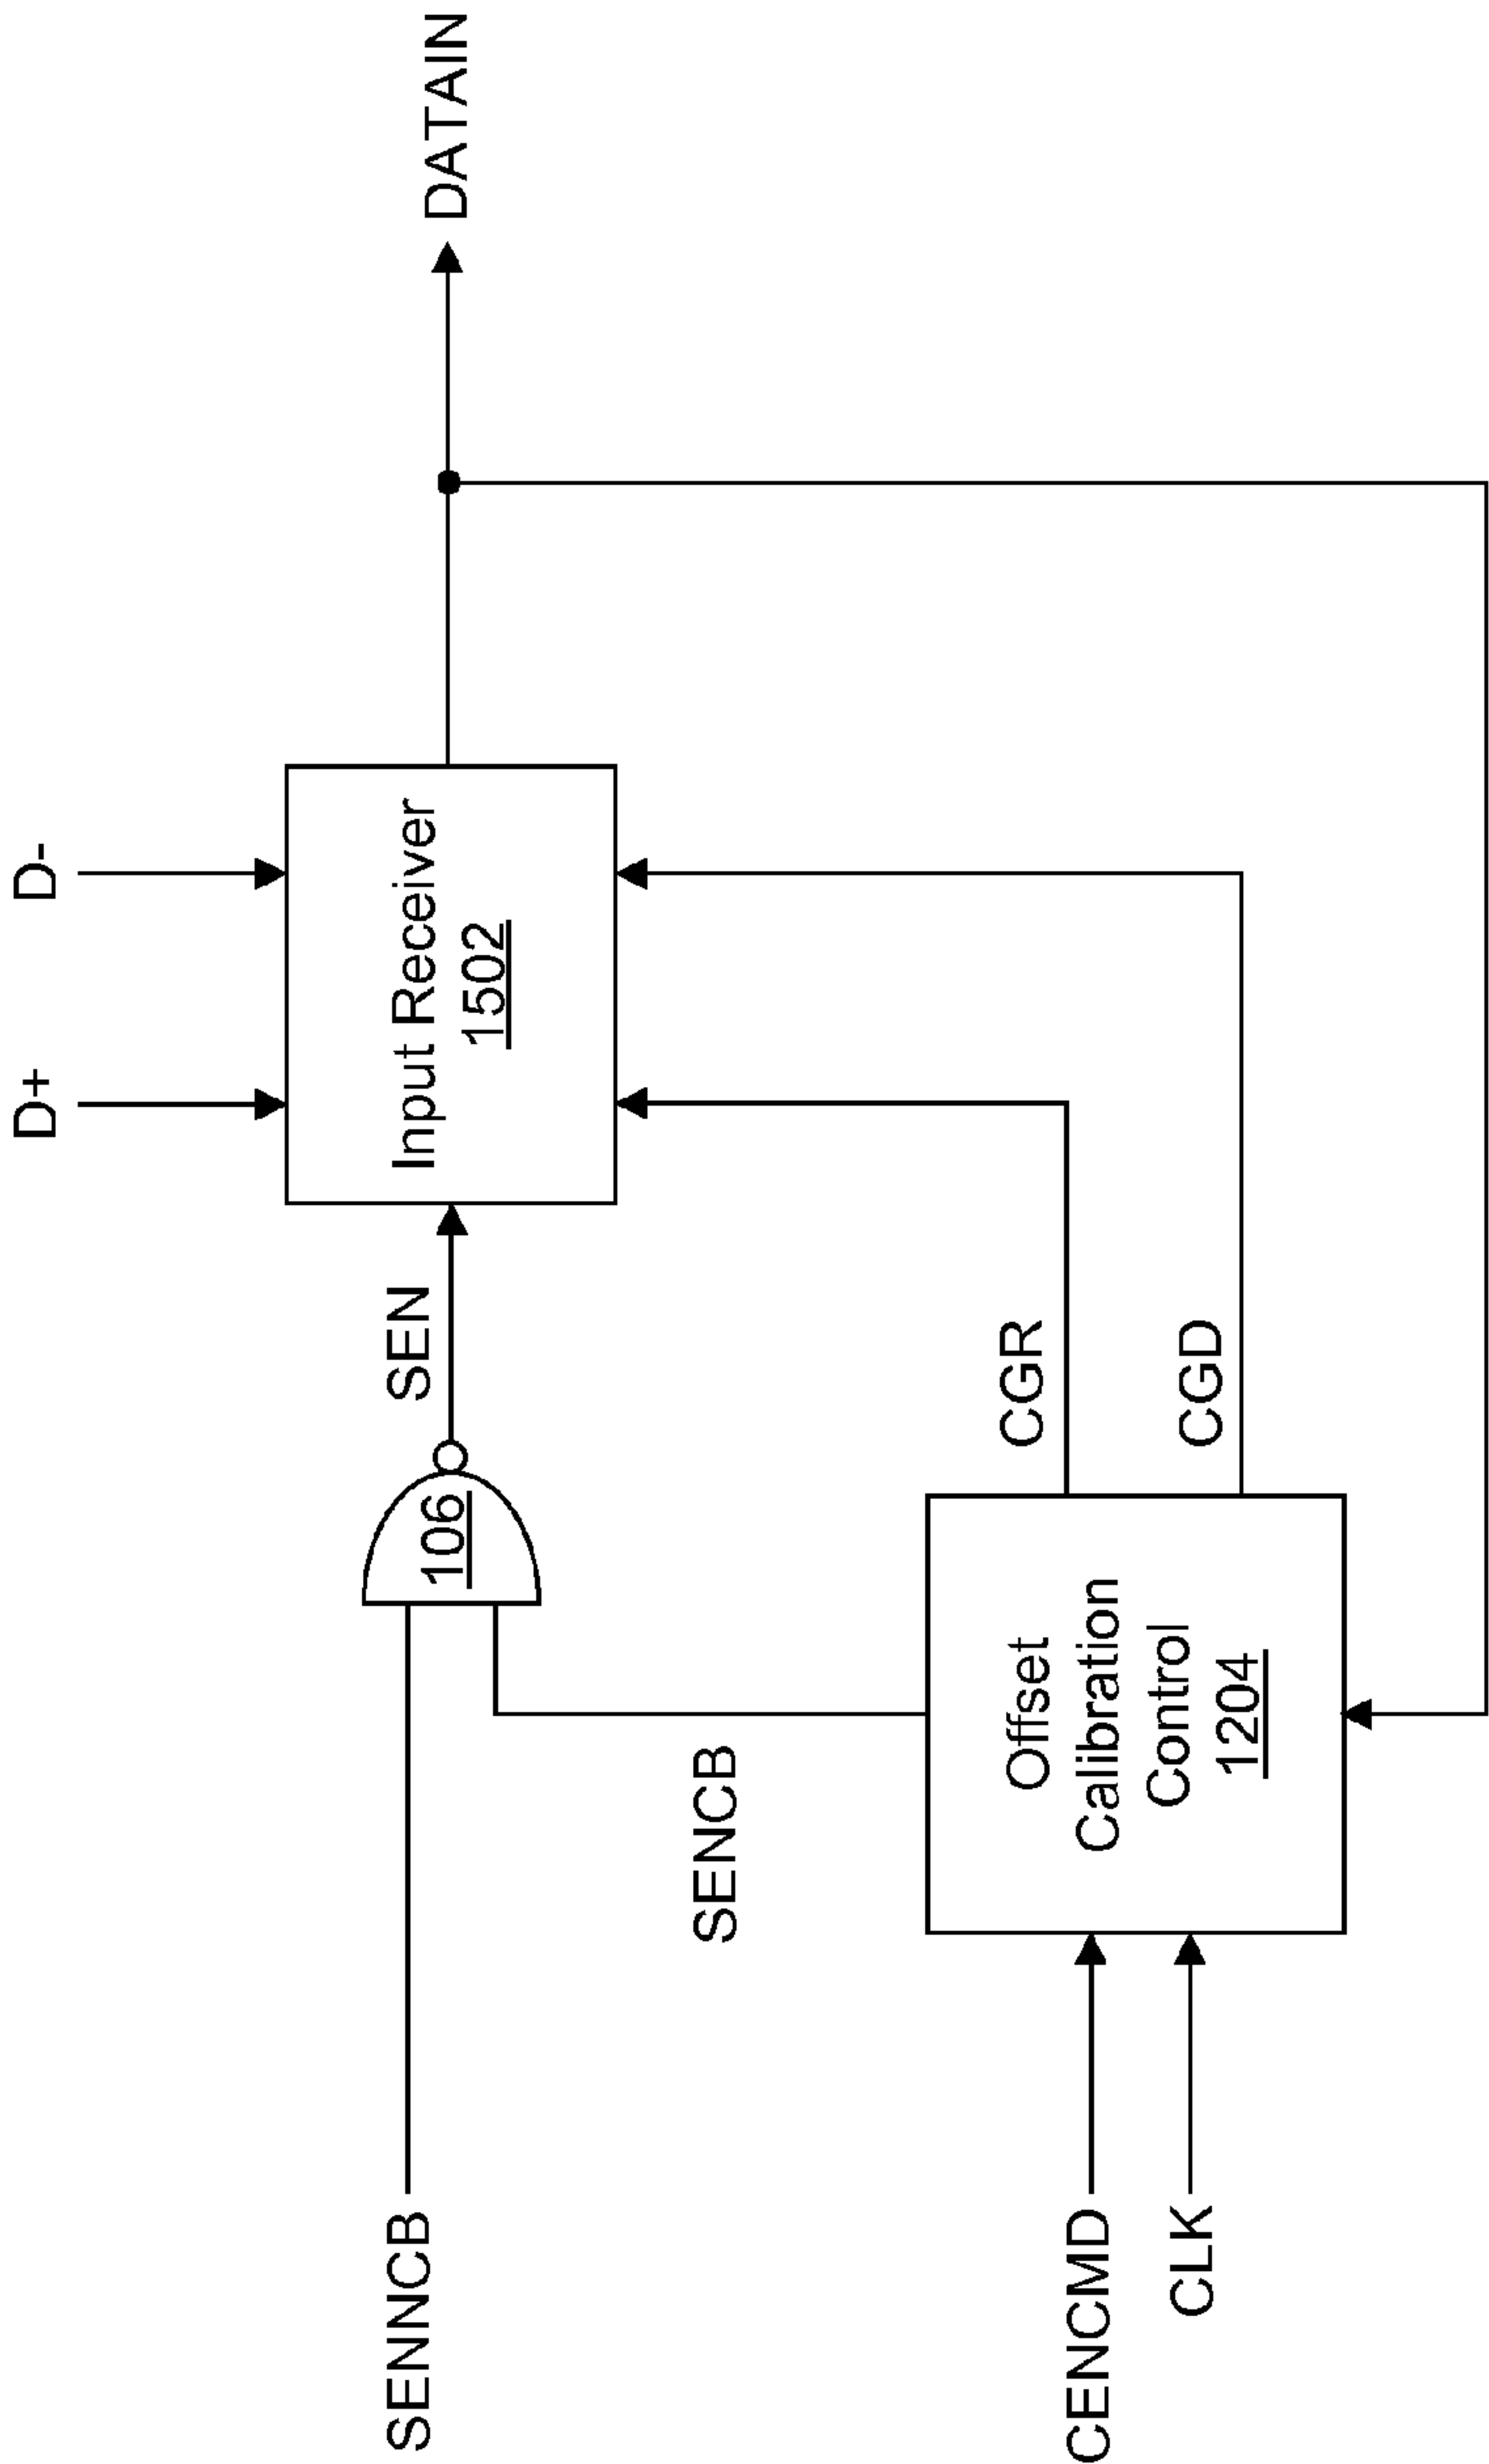 D+
D-
SENNCB
106
SEN
Input Receiver
1502
DATAIN
SENCB
CGR
CGD
CENCMD
CLK
Offset
Calibration
Control
1204